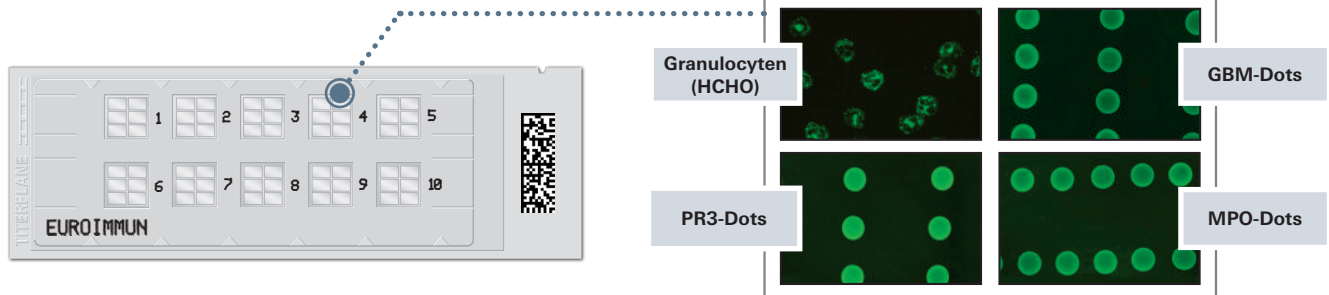 TITERPLANE
1
2
3
4
5
6
7
8
9
10
EUROIMMUN
Granulocyten
(HCHO)
GBM-Dots
PR3-Dots
MPO-Dots